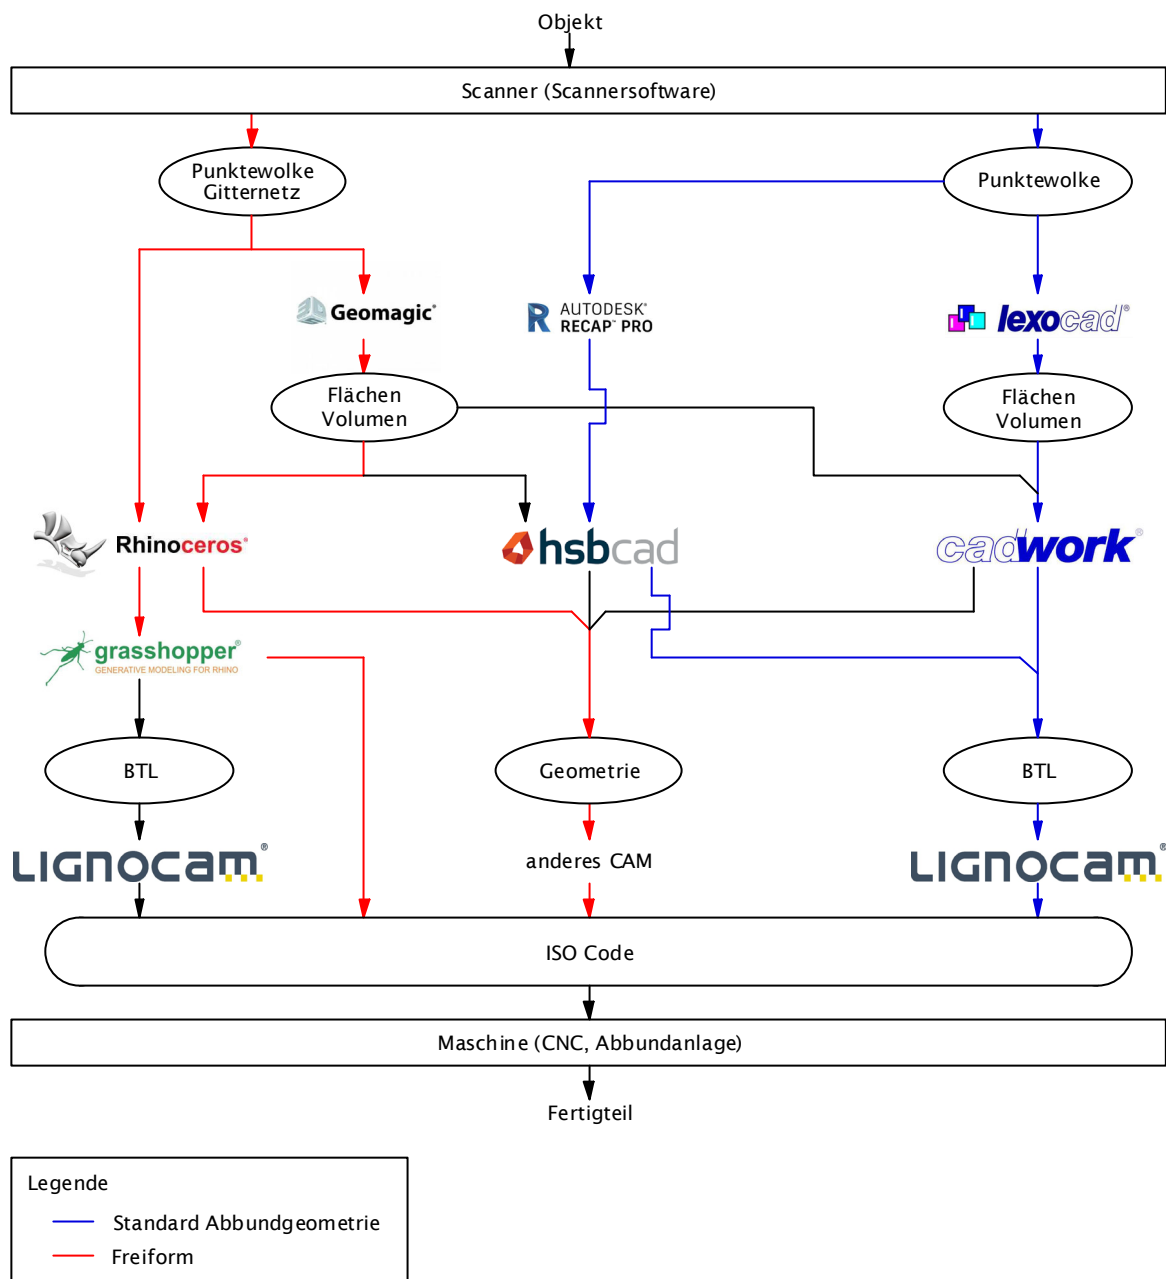 Objekt
Scanner (Scannersoftware)
Punktewolke
Gitternetz
Punktewolke
Geomagic®
AUTODESK®
RECAP™ PRO
lexocad®
Flächen
Volumen
Flächen
Volumen
Rhinoceros®
hsbcad
cadwork®
grasshopper®
GENERATIVE MODELING FOR RHINO
BTL
Geometrie
BTL
LIGNOCAM®
anderes CAM
LIGNOCAM®
ISO Code
Maschine (CNC, Abbundanlage)
Fertigteil
Legende
Standard Abbundgeometrie
Freiform